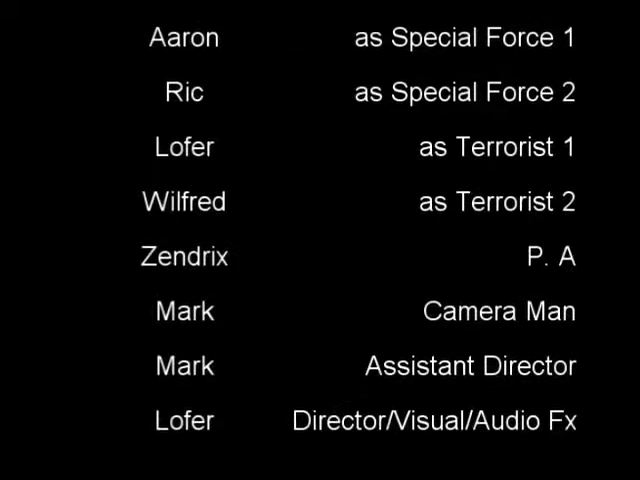 Aaron as Special Force 1
Ric as Special Force 2
Lofer as Terrorist 1
Wilfred as Terrorist 2
Zendrix P. A
Mark Camera Man
Mark Assistant Director
Lofer Director/Visual/Audio Fx